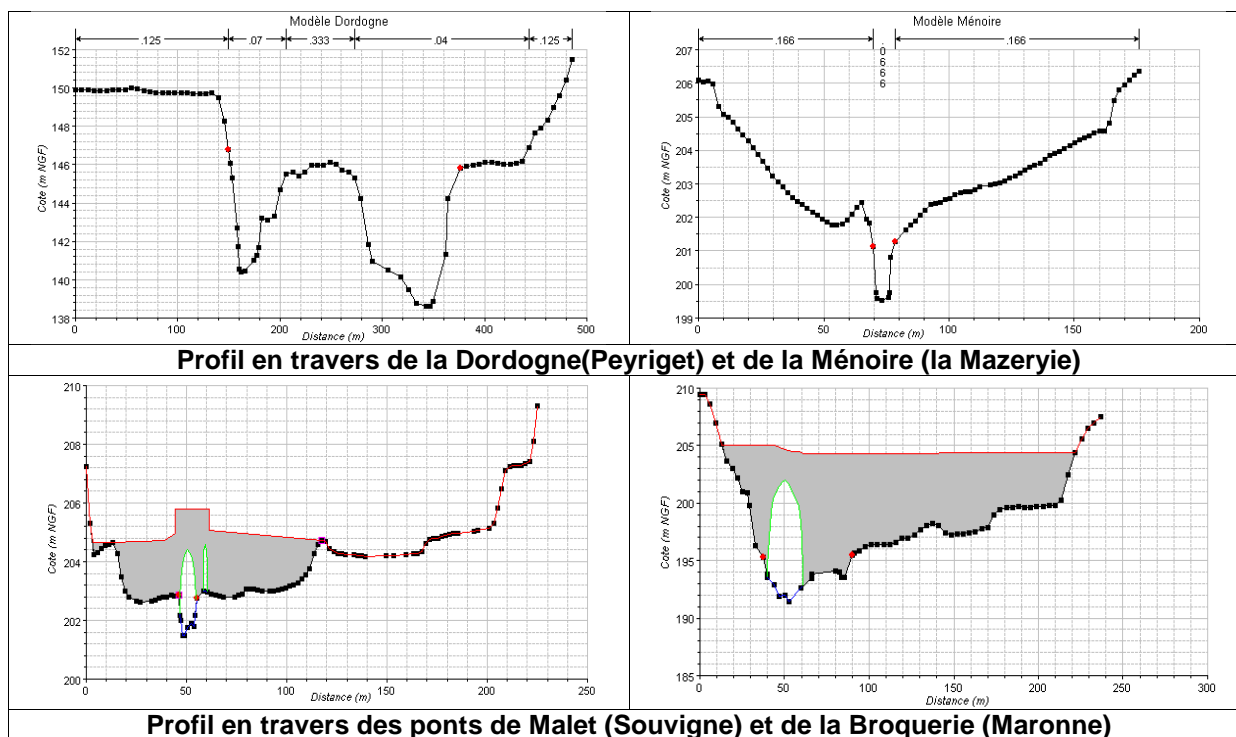 Modèle Dordogne
.125 .07 .333 .04 .125
152
150
148
146
144
142
140
138
Cote (m NGF)
0 100 200 300 400 500
Distance (m)
Modèle Ménoire
.166 .066 .166
207
206
205
204
203
202
201
200
199
Cote (m NGF)
0 50 100 150 200
Distance (m)
Profil en travers de la Dordogne(Peyriget) et de la Ménoire (la Mazeryie)
210
208
206
204
202
200
Cote (m NGF)
0 50 100 150 200 250
Distance (m)
210
205
200
195
190
185
Cote (m NGF)
0 50 100 150 200 250 300
Distance (m)
Profil en travers des ponts de Malet (Souvigne) et de la Broquerie (Maronne)